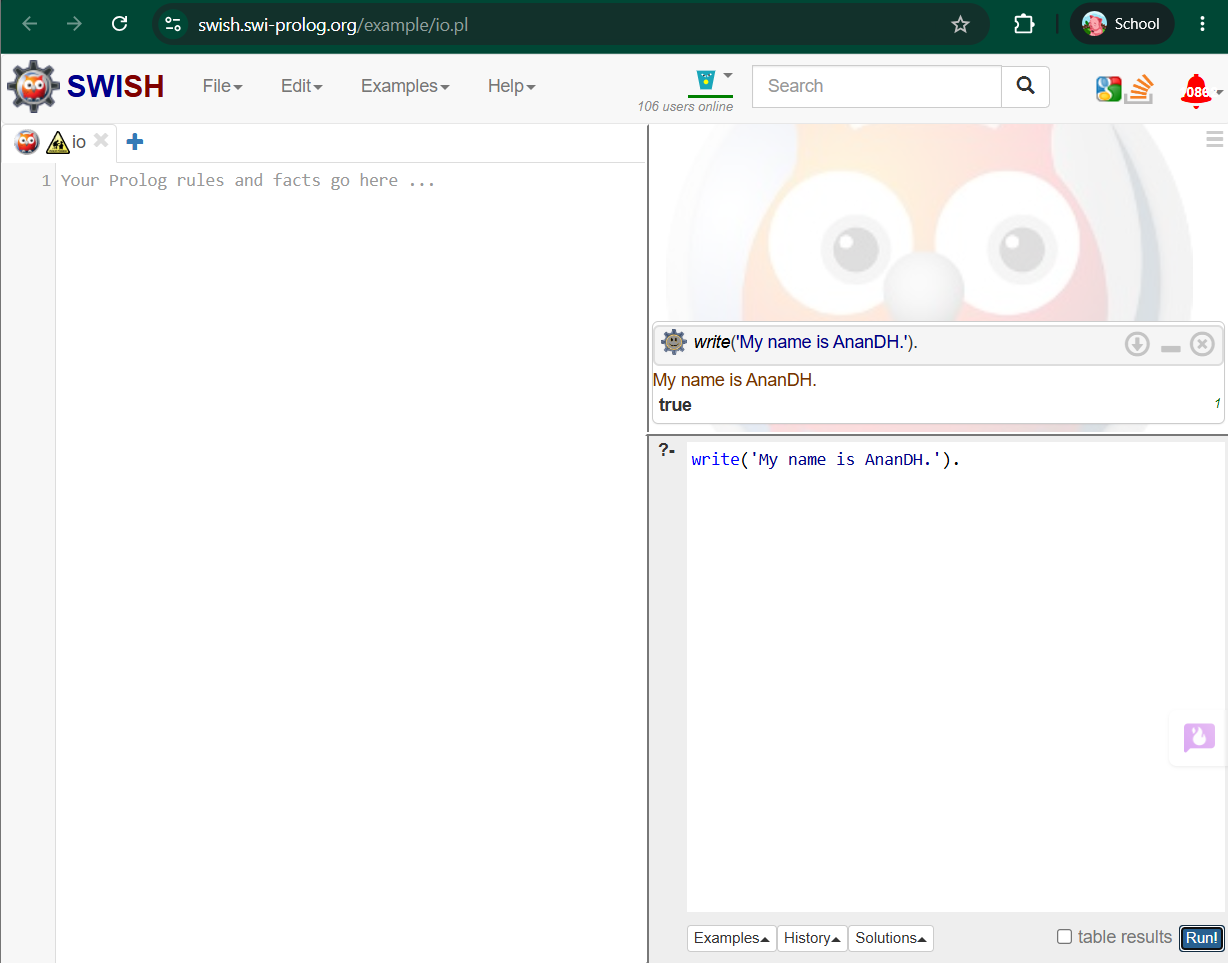 swish.swi-prolog.org/example/io.pl
School
SWISH
File
Edit
Examples
Help
106 users online
Search
086
io
1 Your Prolog rules and facts go here ...
write('My name is AnanDH.').
My name is AnanDH.
true
1
?- write('My name is AnanDH.').
Examples
History
Solutions
table results
Run!